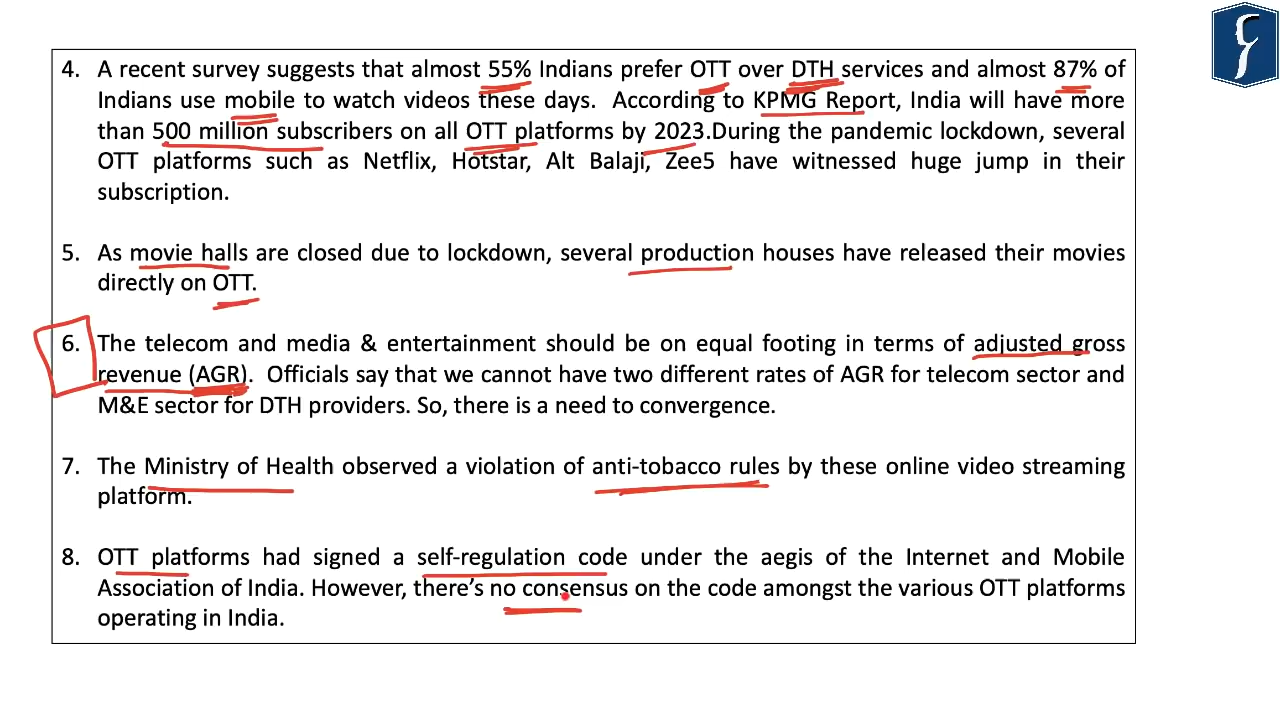 4. A recent survey suggests that almost 55% Indians prefer OTT over DTH services and almost 87% of
Indians use mobile to watch videos these days. According to KPMG Report, India will have more
than 500 million subscribers on all OTT platforms by 2023.During the pandemic lockdown, several
OTT platforms such as Netflix, Hotstar, Alt Balaji, Zee5 have witnessed huge jump in their
subscription.
5. As movie halls are closed due to lockdown, several production houses have released their movies
directly on OTT.
6. The telecom and media & entertainment should be on equal footing in terms of adjusted gross
revenue (AGR). Officials say that we cannot have two different rates of AGR for telecom sector and
M&E sector for DTH providers. So, there is a need to convergence.
7. The Ministry of Health observed a violation of anti-tobacco rules by these online video streaming
platform.
8. OTT platforms had signed a self-regulation code under the aegis of the Internet and Mobile
Association of India. However, there’s no consensus on the code amongst the various OTT platforms
operating in India.